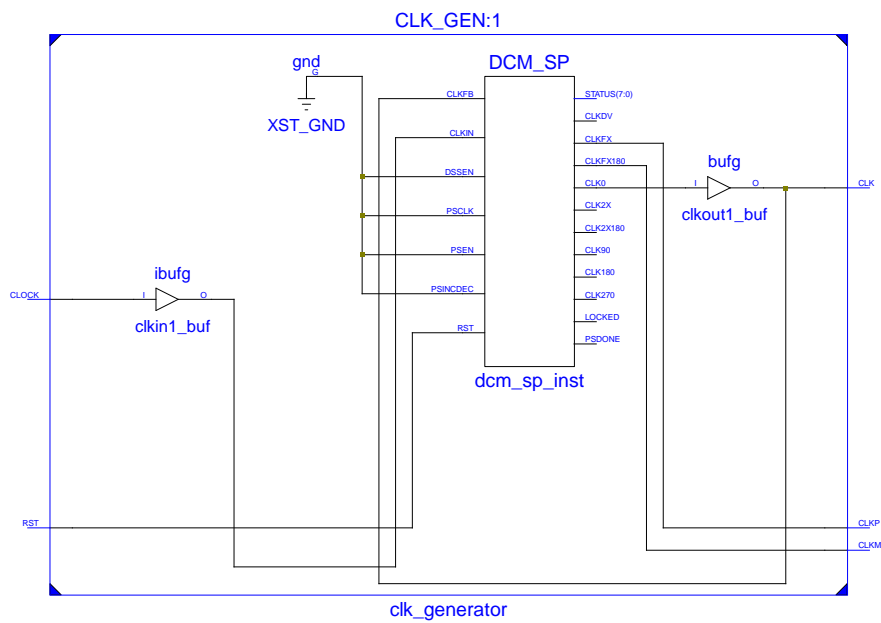 CLK_GEN:1
gnd
G
XST_GND
DCM_SP
CLKFB
CLKIN
DSSEN
PSCLK
PSEN
PSINCDEC
RST
STATUS(7:0)
CLKDV
CLKFX
CLKFX180
CLK0
CLK2X
CLK2X180
CLK90
CLK180
CLK270
LOCKED
PSDONE
dcm_sp_inst
bufg
I
O
clkout1_buf
CLK
ibufg
CLOCK
I
O
clkin1_buf
RST
CLKP
CLKM
clk_generator